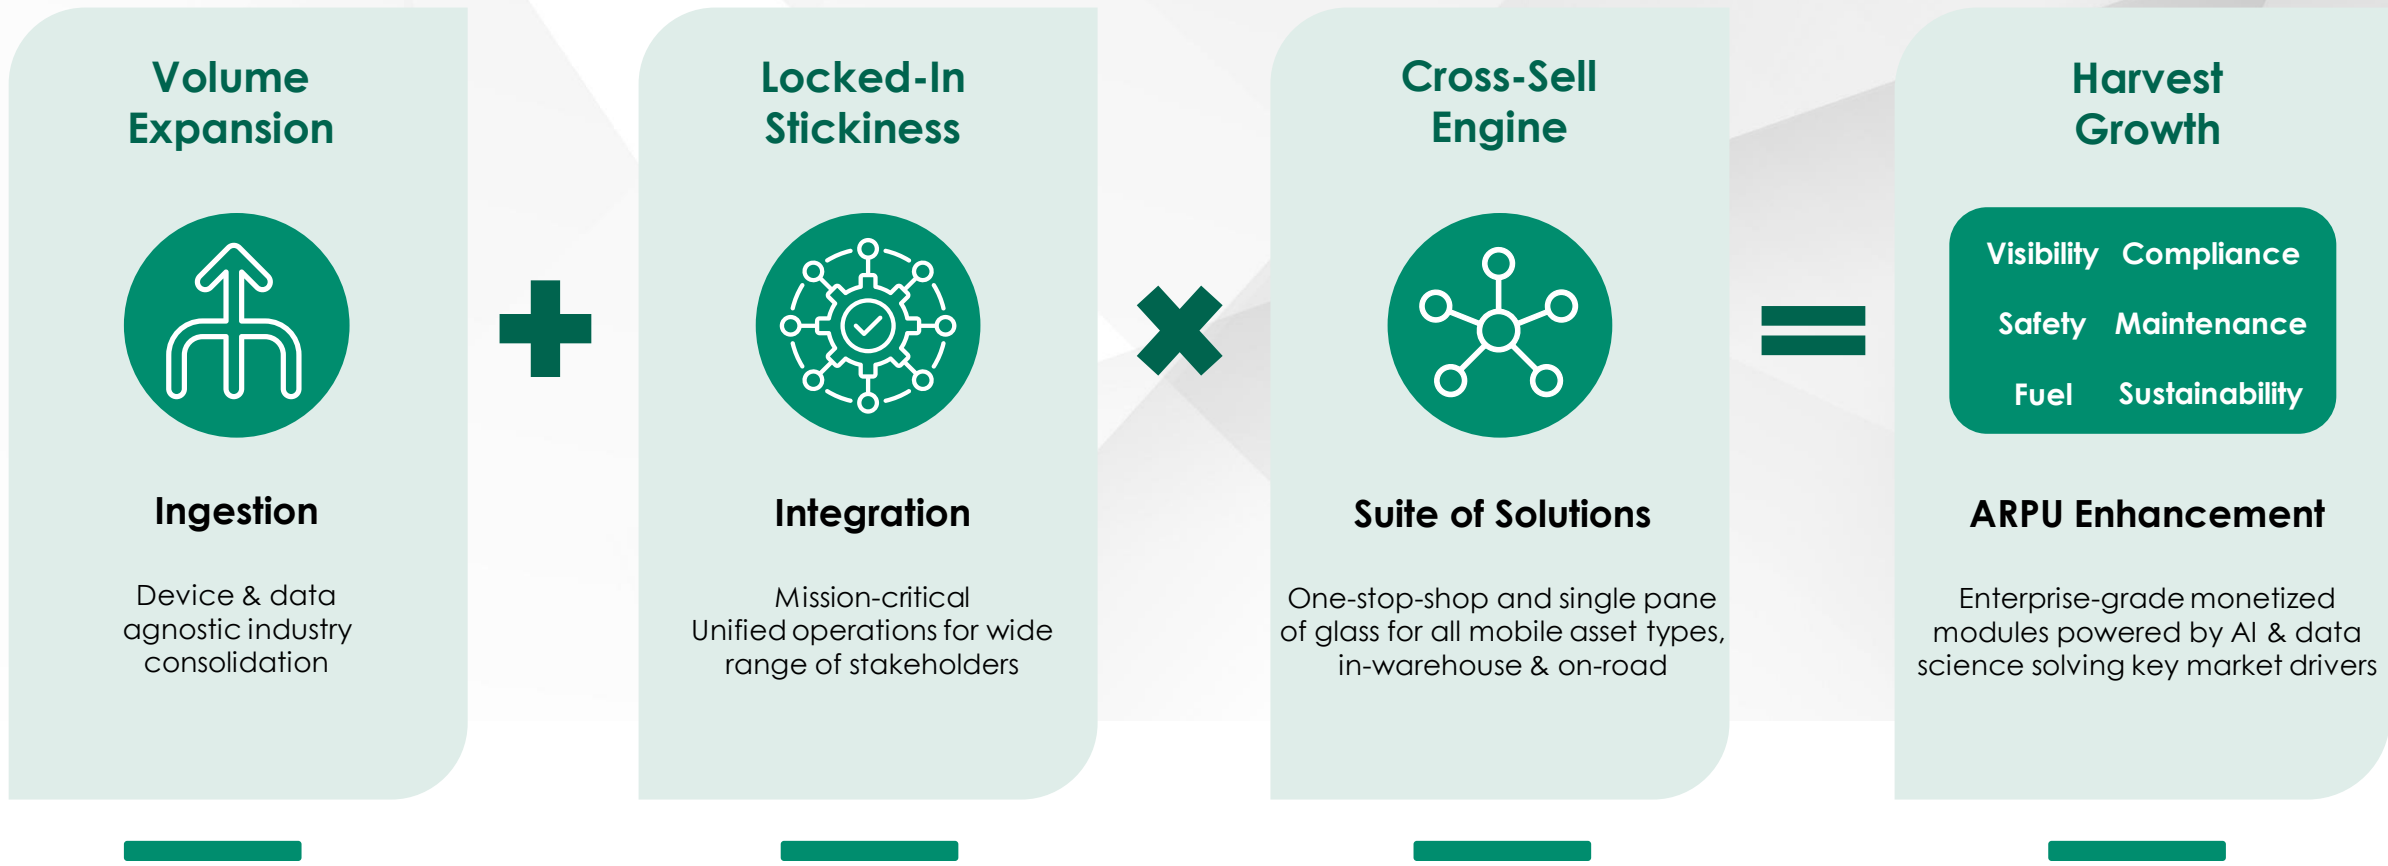 Volume
Expansion
Ingestion
Device & data
agnostic industry
consolidation
Locked-In
Stickiness
Integration
Mission-critical
Unified operations for wide
range of stakeholders
Cross-Sell
Engine
Suite of Solutions
One-stop-shop and single pane
of glass for all mobile asset types,
in-warehouse & on-road
Harvest
Growth
Visibility Compliance
Safety Maintenance
Fuel Sustainability
ARPU Enhancement
Enterprise-grade monetized
modules powered by AI & data
science solving key market drivers